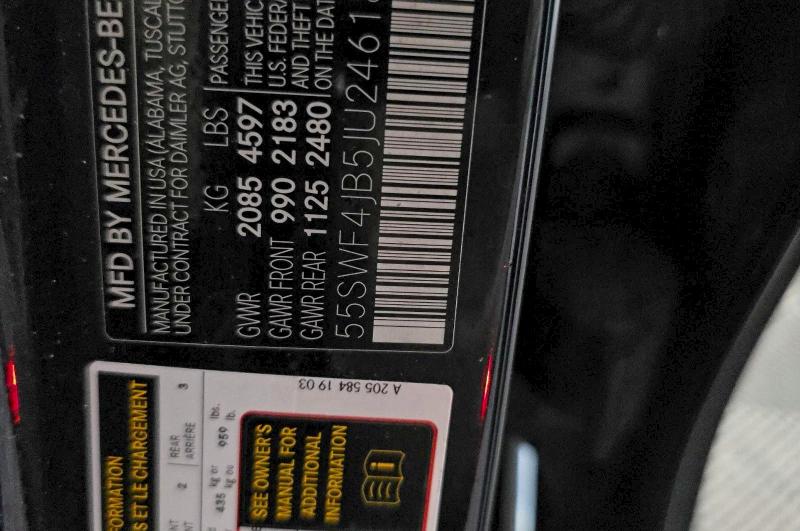 MFD BY MERCEDES-BE
MANUFACTURED IN USA (ALABAMA, TUSCAL
UNDER CONTRACT FOR DAIMLER AG, STUTT
KG LBS PASSENGE
GVWR 2085 4597 THIS VEHIC
GAWR FRONT 990 2183 U.S. FEDERA
GAWR REAR 1125 2480 AND THEFT
ON THE DAT
55SWF4JB5JU2461
A 205 584 19 03
FORMATION
S ET LE CHARGEMENT
2 REAR 3
ARRIÈRE
435 kg or 959 lbs.
kg ou lb.
SEE OWNER'S
MANUAL FOR
ADDITIONAL
INFORMATION
i